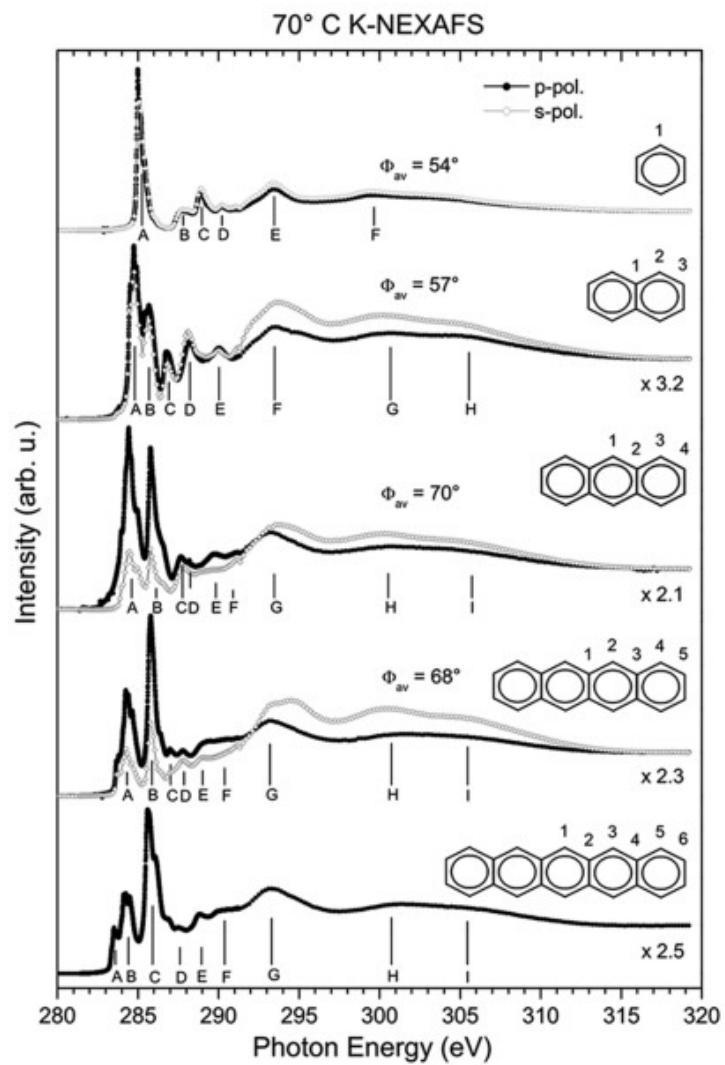 70° C K-NEXAFS
p-pol.
s-pol.
1
Φav = 54°
A B C D E F
1 2 3
Φav = 57°
A B C D E F G H
x 3.2
1 2 3 4
Φav = 70°
A B C D E F G H I
x 2.1
1 2 3 4 5
Φav = 68°
A B C D E F G H I
x 2.3
1 2 3 4 5 6
A B C D E F G H I
x 2.5
280 285 290 295 300 305 310 315 320
Photon Energy (eV)
Intensity (arb. u.)